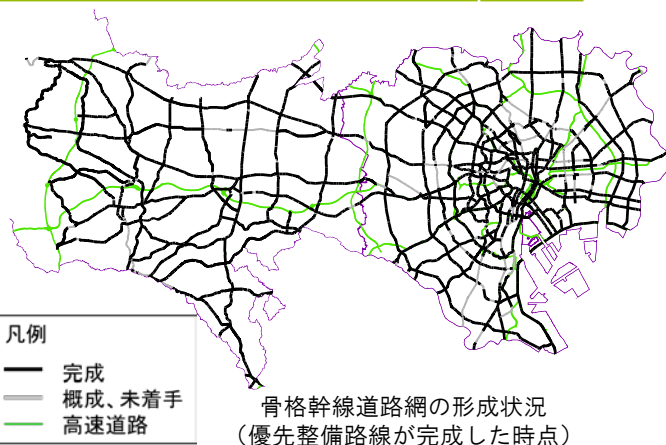 凡例
完成
概成、未着手
高速道路
骨格幹線道路網の形成状況
（優先整備路線が完成した時点）